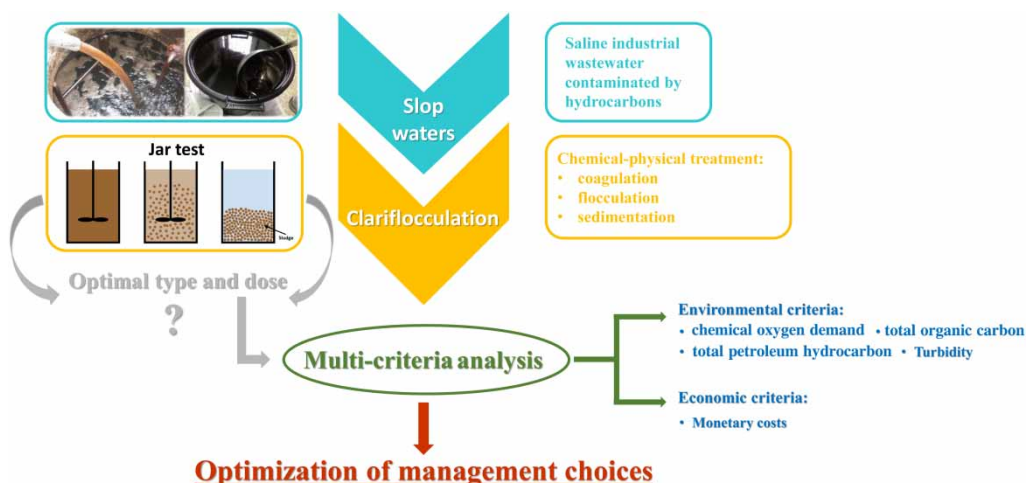 Slop
waters
Saline industrial
wastewater
contaminated by
hydrocarbons
Jar test
Sludge
Clariflocculation
Chemical-physical treatment:
• coagulation
• flocculation
• sedimentation
Optimal type and dose
?
Multi-criteria analysis
Environmental criteria:
• chemical oxygen demand • total organic carbon
• total petroleum hydrocarbon • Turbidity
Economic criteria:
• Monetary costs
Optimization of management choices